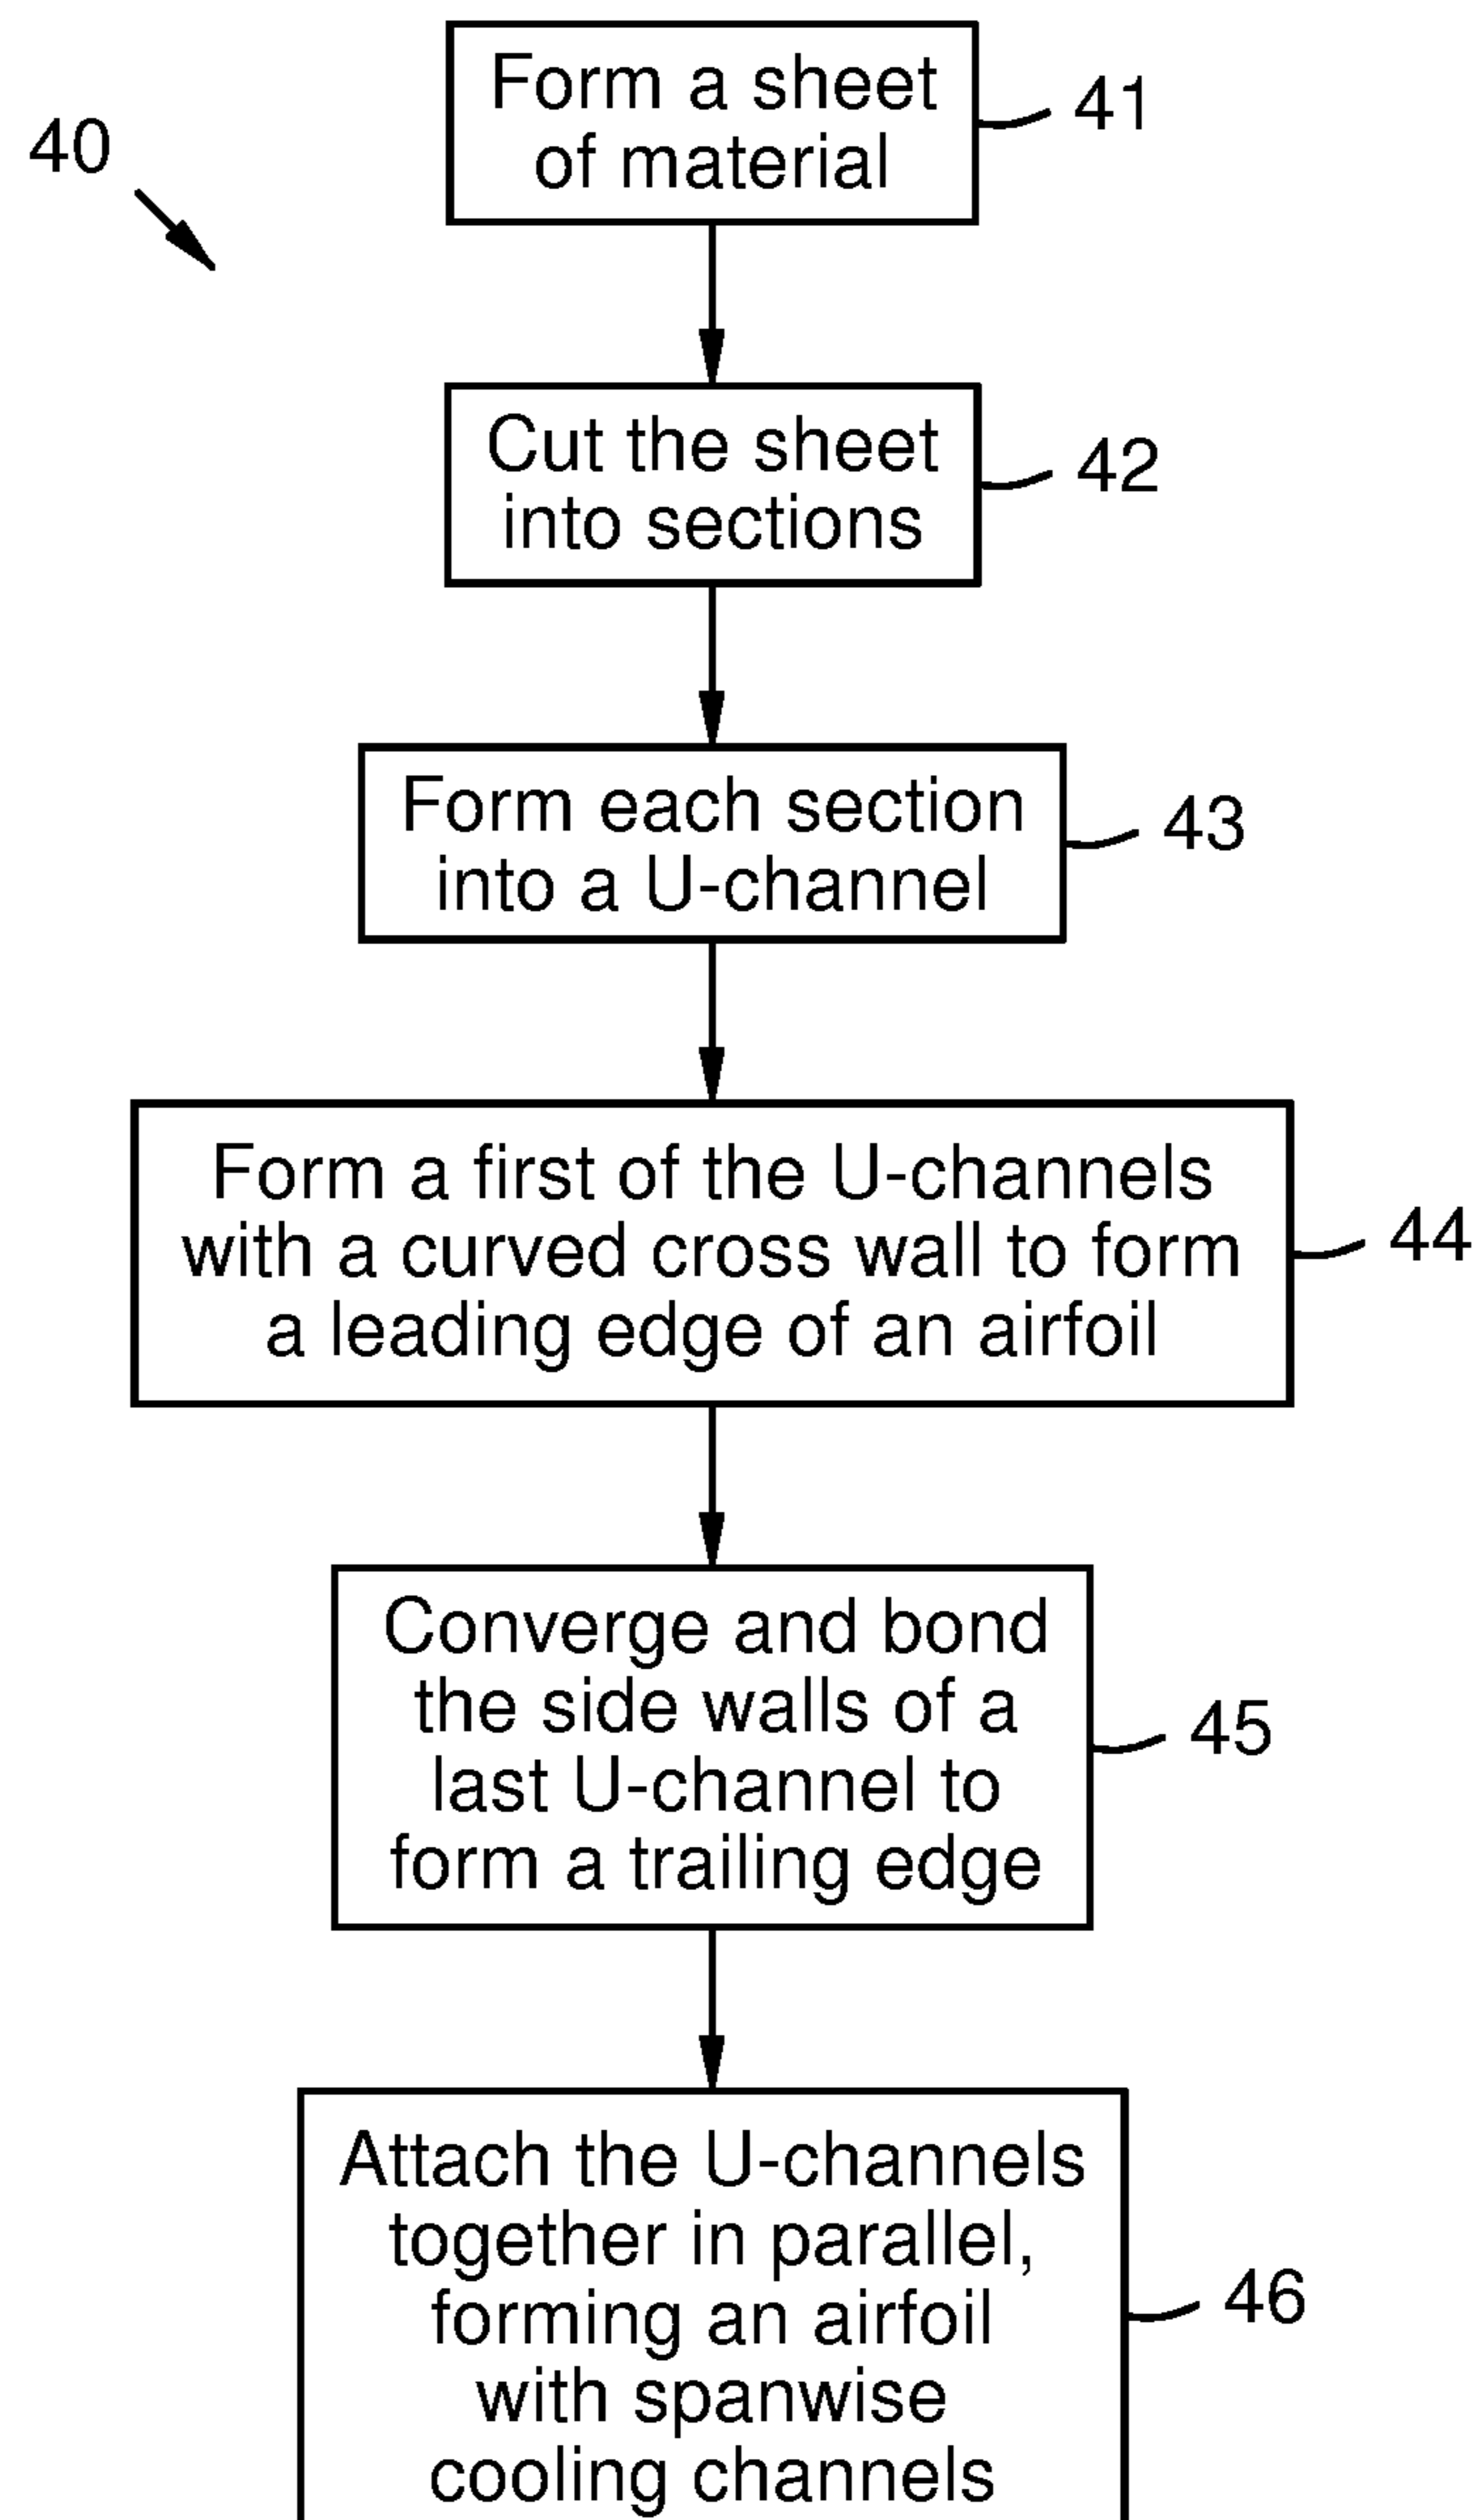 40
Form a sheet
of material
41
Cut the sheet
into sections
42
Form each section
into a U-channel
43
Form a first of the U-channels
with a curved cross wall to form
a leading edge of an airfoil
44
Converge and bond
the side walls of a
last U-channel to
form a trailing edge
45
Attach the U-channels
together in parallel,
forming an airfoil
with spanwise
cooling channels
46